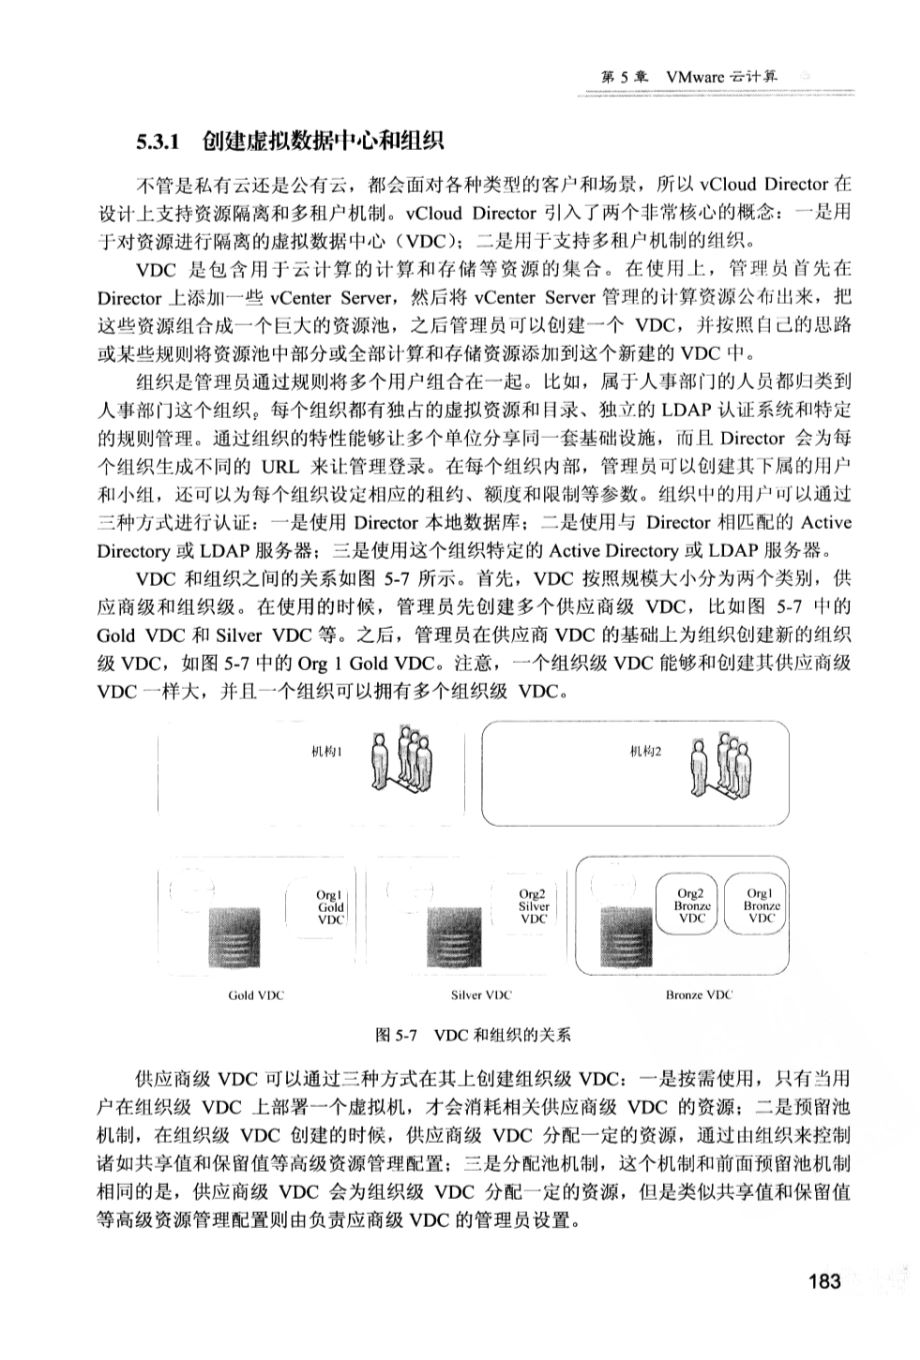 第 5 章　VMware 云计算
5.3.1　创建虚拟数据中心和组织
不管是私有云还是公有云，都会面对各种类型的客户和场景，所以 vCloud Director 在
设计上支持资源隔离和多租户机制。vCloud Director 引入了两个非常核心的概念：一是用
于对资源进行隔离的虚拟数据中心（VDC）；二是用于支持多租户机制的组织。
VDC 是包含用于云计算的计算和存储等资源的集合。在使用上，管理员首先在
Director 上添加一些 vCenter Server，然后将 vCenter Server 管理的计算资源公布出来，把
这些资源组合成一个巨大的资源池，之后管理员可以创建一个 VDC，并按照自己的思路
或某些规则将资源池中部分或全部计算和存储资源添加到这个新建的 VDC 中。
组织是管理员通过规则将多个用户组合在一起。比如，属于人事部门的人员都归类到
人事部门这个组织。每个组织都有独占的虚拟资源和目录、独立的 LDAP 认证系统和特定
的规则管理。通过组织的特性能够让多个单位分享同一套基础设施，而且 Director 会为每
个组织生成不同的 URL 来让管理登录。在每个组织内部，管理员可以创建其下属的用户
和小组，还可以为每个组织设定相应的租约、额度和限制等参数。组织中的用户可以通过
三种方式进行认证：一是使用 Director 本地数据库；二是使用与 Director 相匹配的 Active
Directory 或 LDAP 服务器；三是使用这个组织特定的 Active Directory 或 LDAP 服务器。
VDC 和组织之间的关系如图 5-7 所示。首先，VDC 按照规模大小分为两个类别，供
应商级和组织级。在使用的时候，管理员先创建多个供应商级 VDC，比如图 5-7 中的
Gold VDC 和 Silver VDC 等。之后，管理员在供应商 VDC 的基础上为组织创建新的组织
级 VDC，如图 5-7 中的 Org 1 Gold VDC。注意，一个组织级 VDC 能够和创建其供应商级
VDC 一样大，并且一个组织可以拥有多个组织级 VDC。
机构1
机构2
Org1
Gold
VDC
Org2
Silver
VDC
Org2
Bronze
VDC
Org1
Bronze
VDC
Gold VDC
Silver VDC
Bronze VDC
图 5-7　VDC 和组织的关系
供应商级 VDC 可以通过三种方式在其上创建组织级 VDC：一是按需使用，只有当用
户在组织级 VDC 上部署一个虚拟机，才会消耗相关供应商级 VDC 的资源；二是预留池
机制，在组织级 VDC 创建的时候，供应商级 VDC 分配一定的资源，通过由组织来控制
诸如共享值和保留值等高级资源管理配置；三是分配池机制，这个机制和前面预留池机制
相同的是，供应商级 VDC 会为组织级 VDC 分配一定的资源，但是类似共享值和保留值
等高级资源管理配置则由负责应商级 VDC 的管理员设置。
183